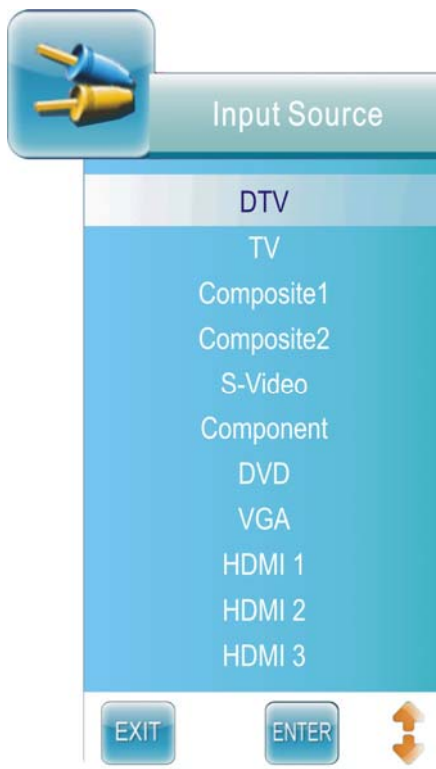 Input Source
DTV
TV
Composite1
Composite2
S-Video
Component
DVD
VGA
HDMI 1
HDMI 2
HDMI 3
EXIT ENTER